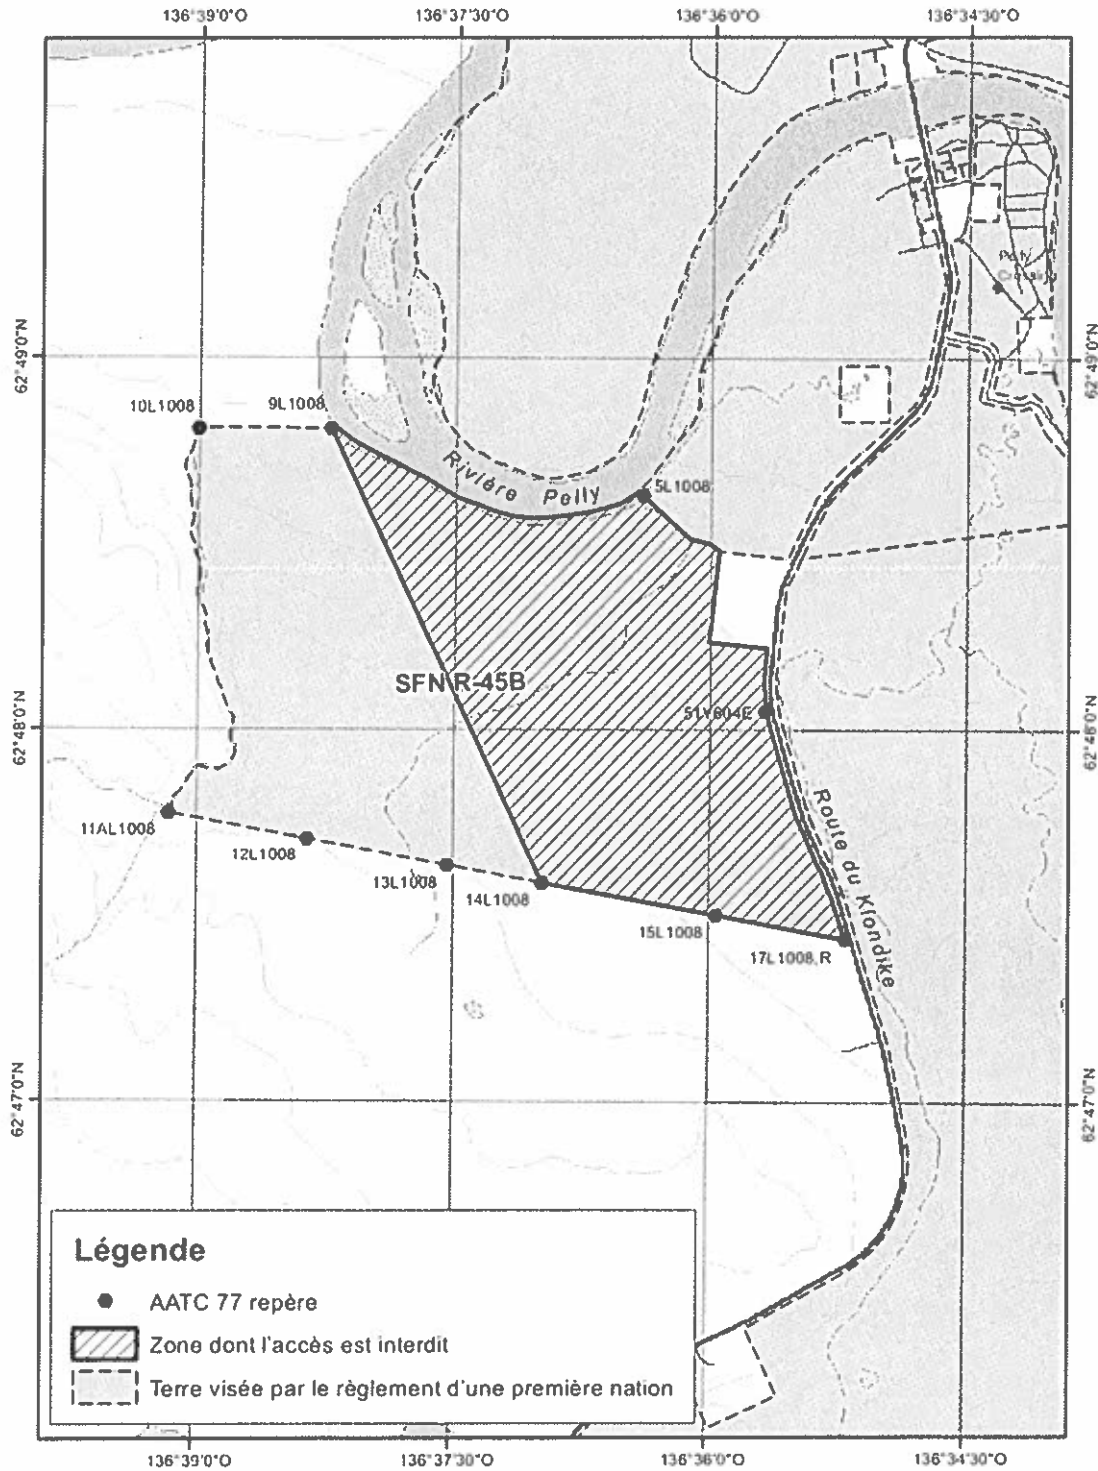 136°39'0"O
136°37'30"O
136°36'0"O
136°34'30"O
Pelly
62°49'0"N
62°49'0"N
10L1008
9L1008
Rivière Pelly
5L1008
SFN R-45B
51Y604E
62°48'0"N
62°48'0"N
11AL1008
12L1008
13L1008
14L1008
15L1008
17L1008,R
Route du Klondike
62°47'0"N
62°47'0"N
Légende
AATC 77 repère
Zone dont l'accès est interdit
Terre visée par le règlement d'une première nation
136°39'0"O
136°37'30"O
136°36'0"O
136°34'30"O